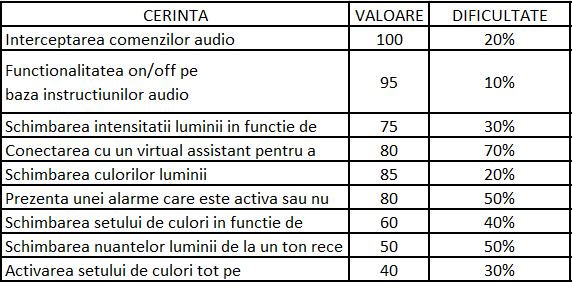 CERINTA VALOARE DIFICULTATE
Interceptarea comenzilor audio 100 20%
Functionalitatea on/off pe
baza instructiunilor audio 95 10%
Schimbarea intensitatii luminii in functie de 75 30%
Conectarea cu un virtual assistant pentru a 80 70%
Schimbarea culorilor luminii 85 20%
Prezenta unei alarme care este activa sau nu 80 50%
Schimbarea setului de culori in functie de 60 40%
Schimbarea nuantelor luminii de la un ton rece 50 50%
Activarea setului de culori tot pe 40 30%